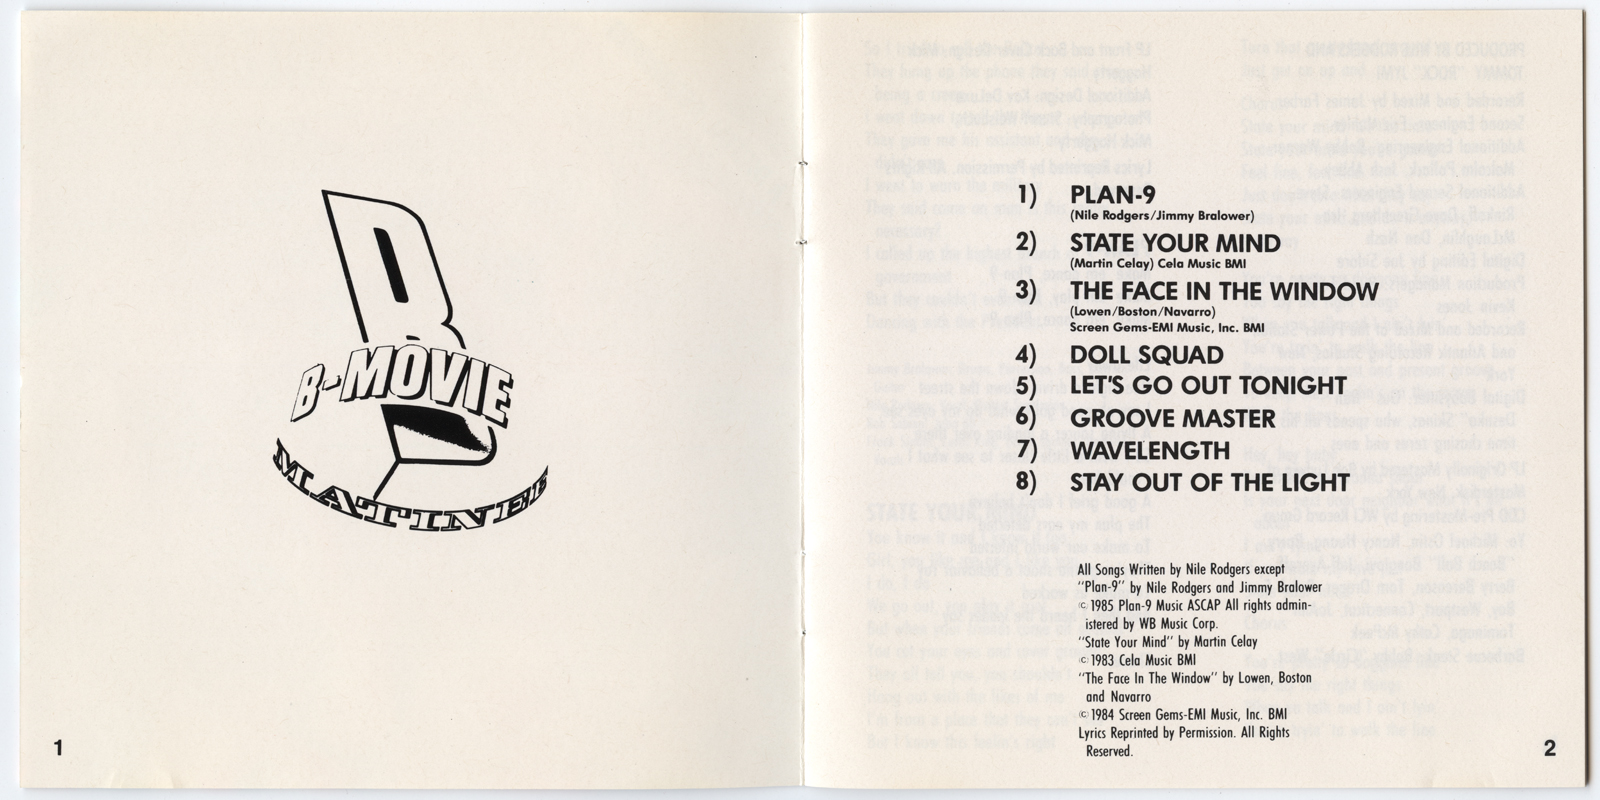 B
B-MOVIE
MATINEE
1
1) PLAN-9
(Nile Rodgers/Jimmy Bralower)
2) STATE YOUR MIND
(Martin Celay) Cela Music BMI
3) THE FACE IN THE WINDOW
(Lowen/Boston/Navarro)
Screen Gems-EMI Music, Inc. BMI
4) DOLL SQUAD
5) LET'S GO OUT TONIGHT
6) GROOVE MASTER
7) WAVELENGTH
8) STAY OUT OF THE LIGHT
All Songs Written by Nile Rodgers except
"Plan-9" by Nile Rodgers and Jimmy Bralower
© 1985 Plan-9 Music ASCAP All rights admin-
istered by WB Music Corp.
"State Your Mind" by Martin Celay
© 1983 Cela Music BMI
"The Face In The Window" by Lowen, Boston
and Navarro
© 1984 Screen Gems-EMI Music, Inc. BMI
Lyrics Reprinted by Permission. All Rights
Reserved.
2